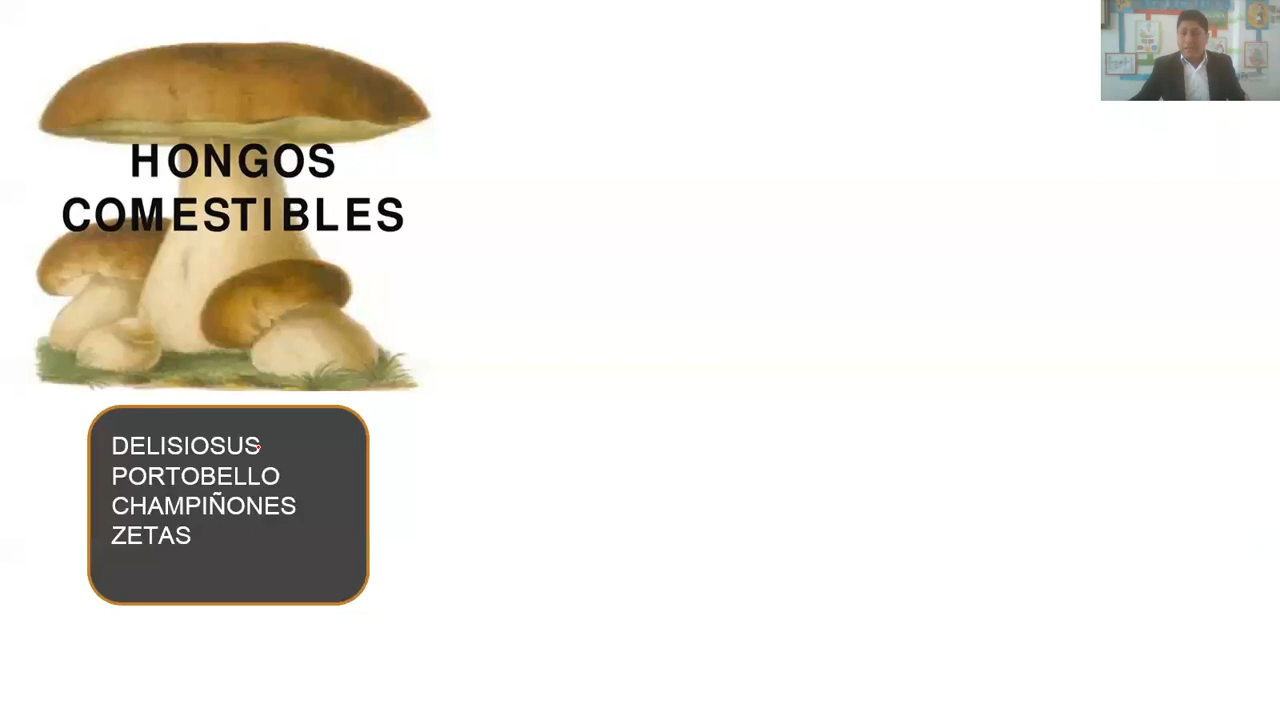 HONGOS
COMESTIBLES
DELISIOSUS
PORTOBELLO
CHAMPIÑONES
ZETAS